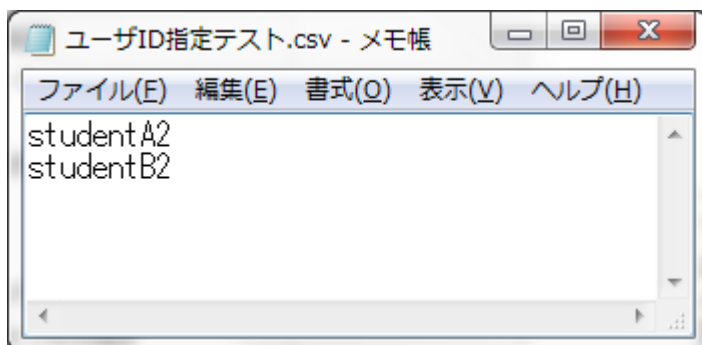 ユーザID指定テスト.csv - メモ帳
ファイル(F) 編集(E) 書式(O) 表示(V) ヘルプ(H)
studentA2
studentB2